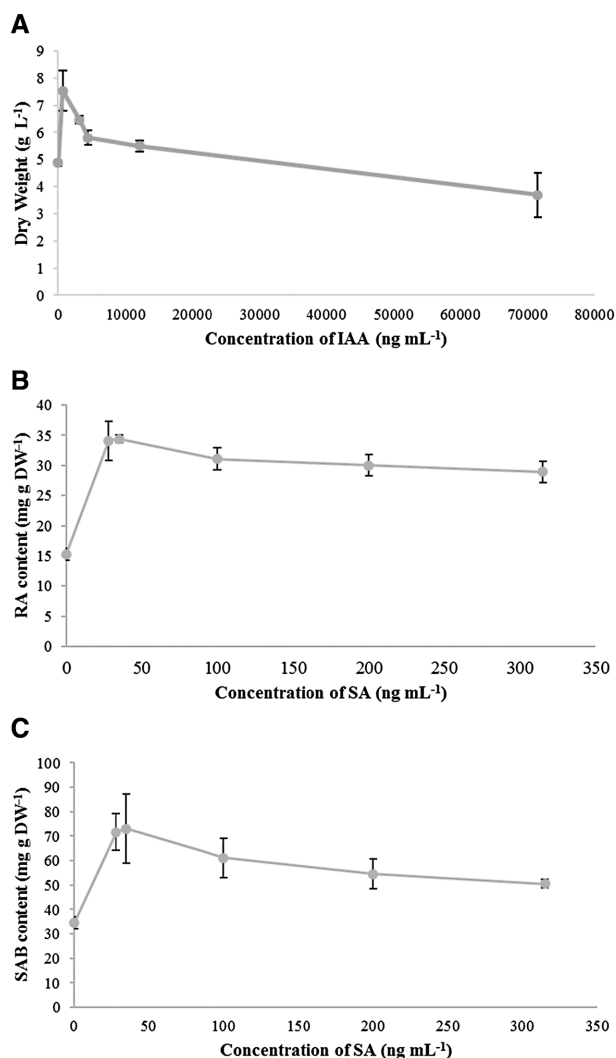 A
9
8
7
6
5
4
3
2
1
0
Dry Weight (g L⁻¹)
0 10000 20000 30000 40000 50000 60000 70000 80000
Concentration of IAA (ng mL⁻¹)
B
40
35
30
25
20
15
10
5
0
RA content (mg g DW⁻¹)
0 50 100 150 200 250 300 350
Concentration of SA (ng mL⁻¹)
C
100
90
80
70
60
50
40
30
20
10
0
SAB content (mg g DW⁻¹)
0 50 100 150 200 250 300 350
Concentration of SA (ng mL⁻¹)